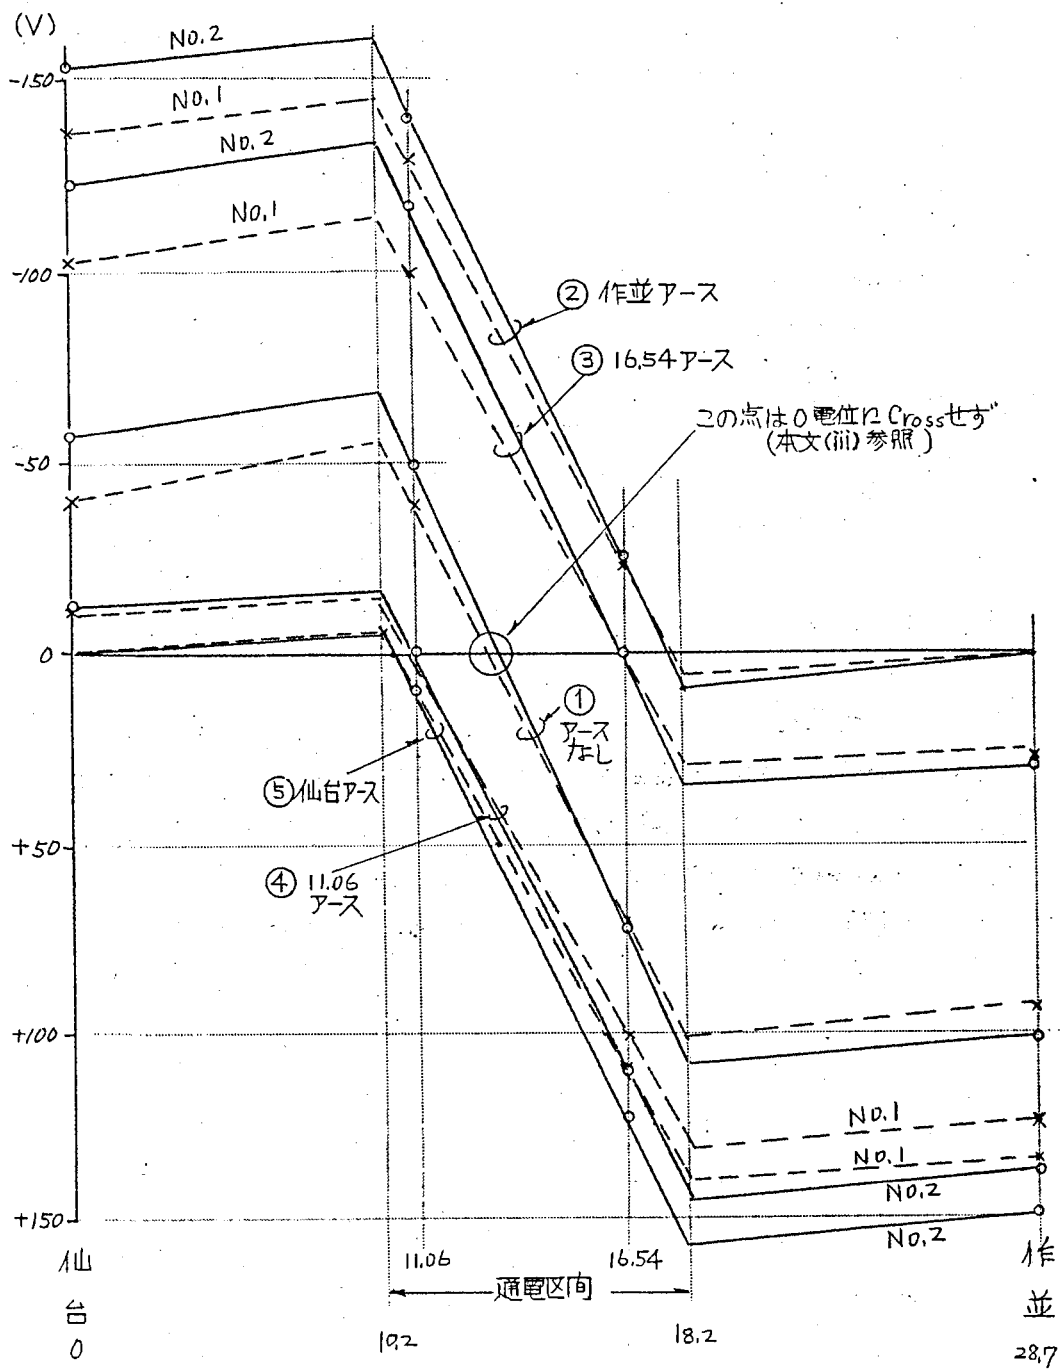 (V)
No.2
-150
No.1
No.2
No.1
-100
② 作並アース
③ 16.54アース
この点は0電位にCrossせず
(本文(iii)参照)
-50
0
①
アース
なし
⑤仙台アース
+50
④ 11.06
アース
+100
No.1
No.1
No.2
+150
No.2
仙
台
0
11.06
16.54
作
並
28.7
通電区間
10.2
18.2